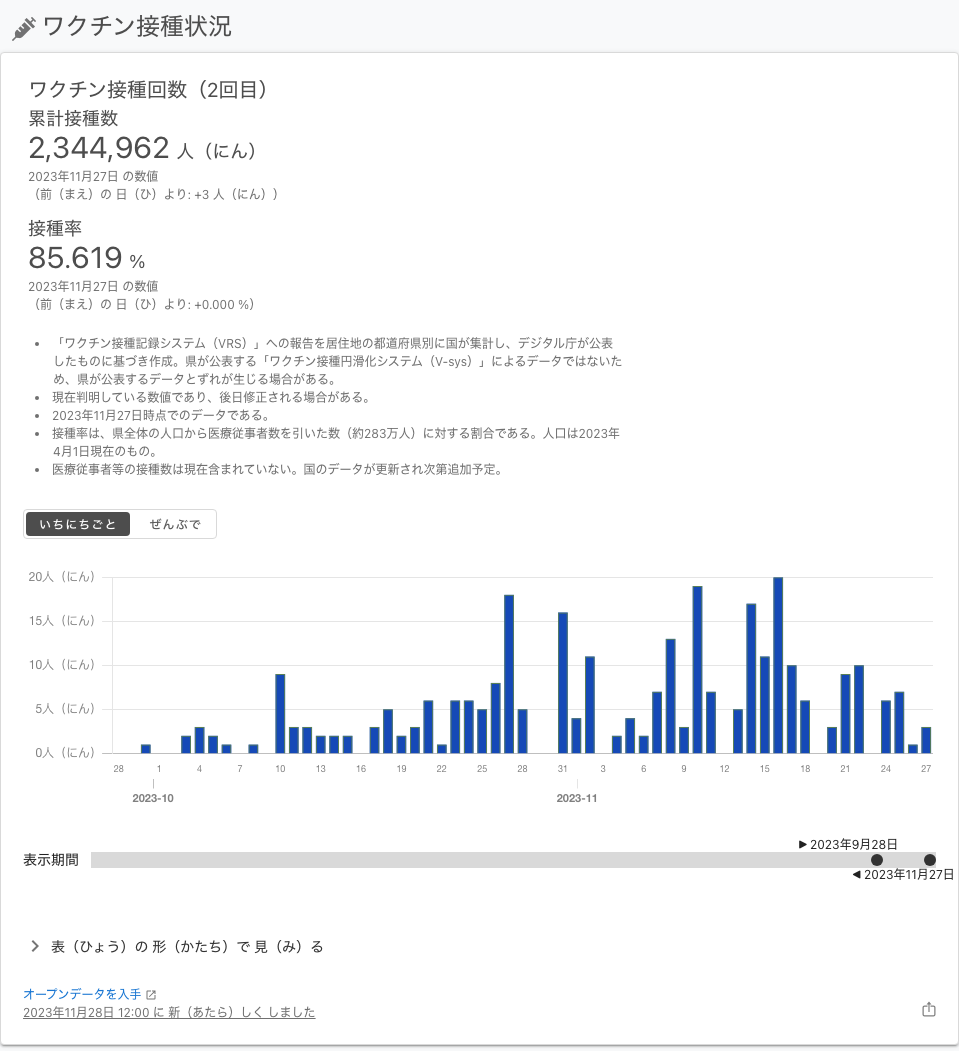 ワクチン接種状況
ワクチン接種回数（2回目）
累計接種数
2,344,962 人（にん）
2023年11月27日 の数値
（前（まえ）の 日（ひ）より: +3 人（にん））
接種率
85.619 %
2023年11月27日 の数値
（前（まえ）の 日（ひ）より: +0.000 %）
• 「ワクチン接種記録システム（VRS）」への報告を居住地の都道府県別に国が集計し、デジタル庁が公表
したものに基づき作成。県が公表する「ワクチン接種円滑化システム（V-sys）」によるデータではないた
め、県が公表するデータとずれが生じる場合がある。
• 現在判明している数値であり、後日修正される場合がある。
• 2023年11月27日時点でのデータである。
• 接種率は、県全体の人口から医療従事者数を引いた数（約283万人）に対する割合である。人口は2023年
4月1日現在のもの。
• 医療従事者等の接種数は現在含まれていない。国のデータが更新され次第追加予定。
いちにちごと ぜんぶで
20人（にん）
15人（にん）
10人（にん）
5人（にん）
0人（にん）
28 1 4 7 10 13 16 19 22 25 28 31 3 6 9 12 15 18 21 24 27
2023-10 2023-11
▶ 2023年9月28日
表示期間
◀ 2023年11月27日
表（ひょう）の 形（かたち）で 見（み）る
オープンデータを入手
2023年11月28日 12:00 に 新（あたら）しく しました